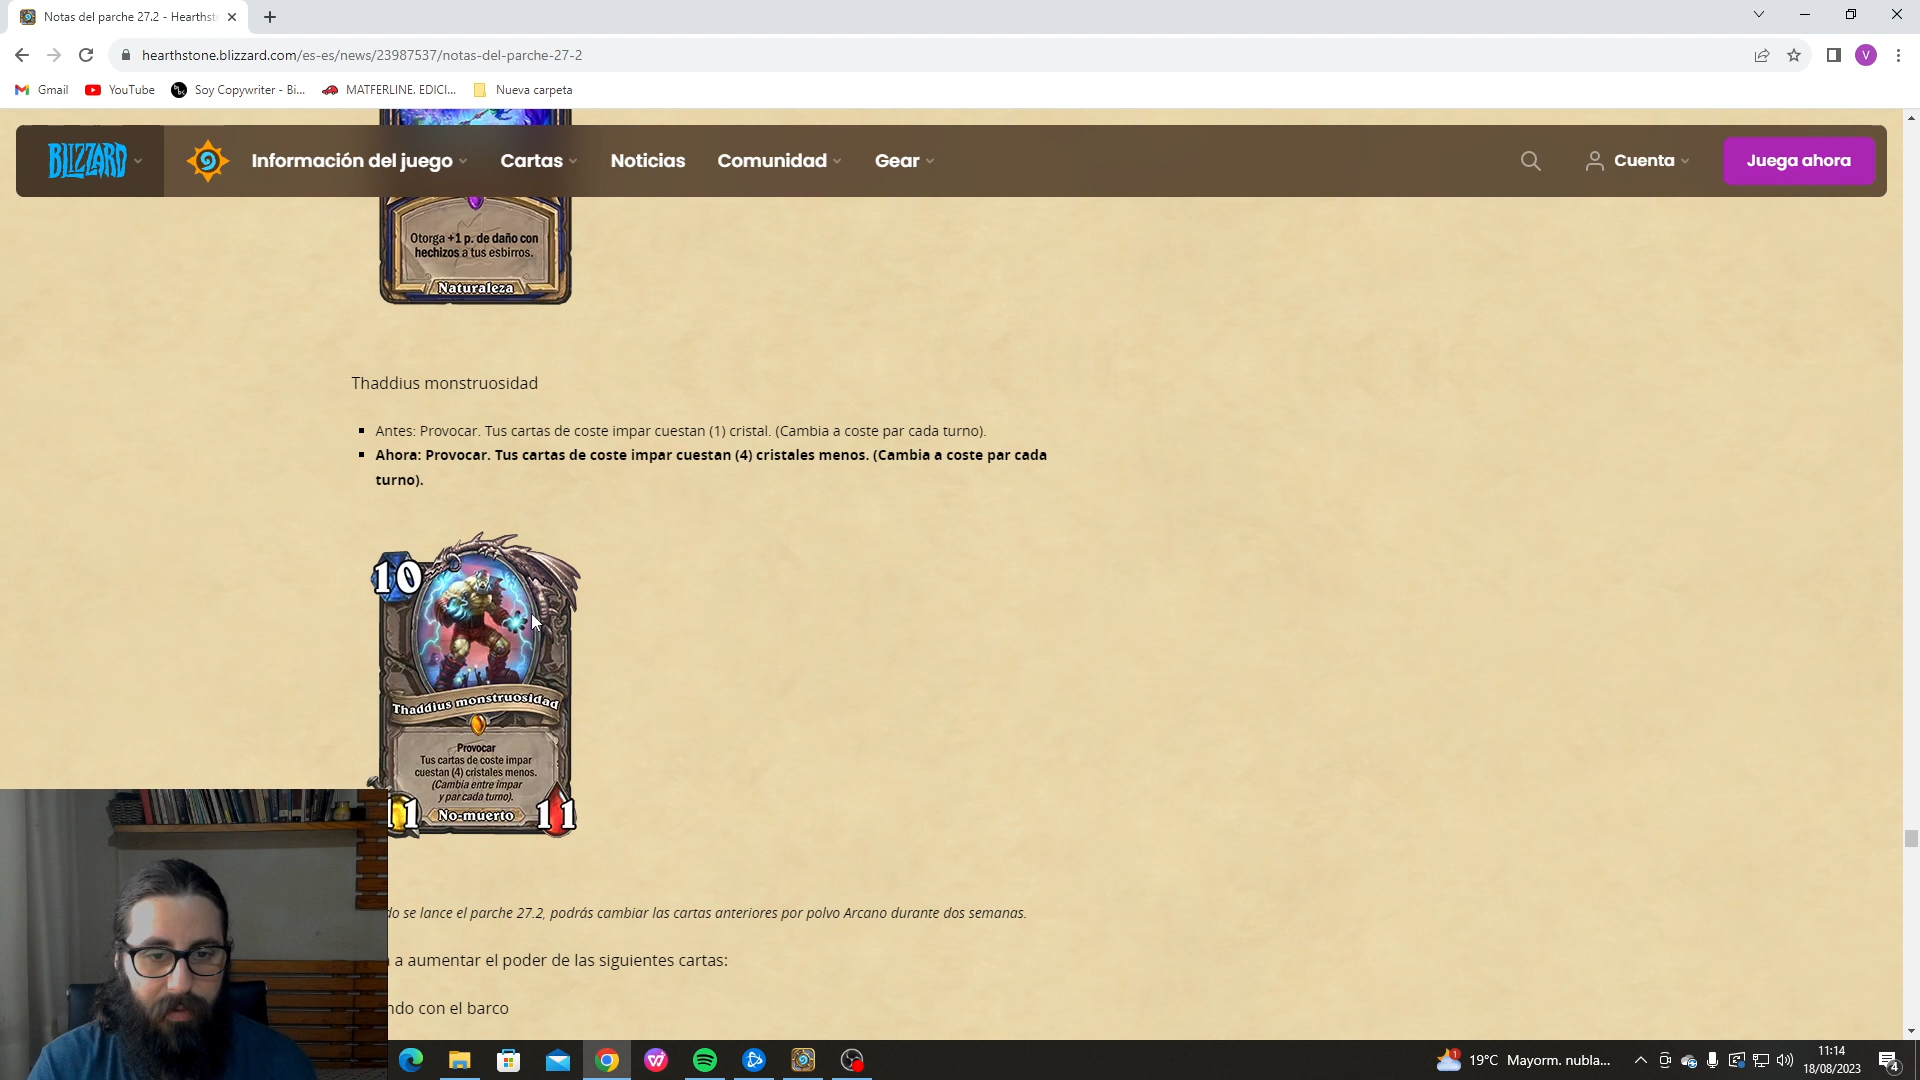 Notas del parche 27.2 - Hearthst
hearthstone.blizzard.com/es-es/news/23987537/notas-del-parche-27-2
V
Gmail
YouTube
Soy Copywriter - Bi...
MATFERLINE. EDICI...
Nueva carpeta
BLIZZARD
Información del juego
Cartas
Noticias
Comunidad
Gear
Cuenta
Juega ahora
Otorga +1 p. de daño con
hechizos a tus esbirros.
Naturaleza
Thaddius monstruosidad
Antes: Provocar. Tus cartas de coste impar cuestan (1) cristal. (Cambia a coste par cada turno).
Ahora: Provocar. Tus cartas de coste impar cuestan (4) cristales menos. (Cambia a coste par cada
turno).
10
Thaddius monstruosidad
Provocar
Tus cartas de coste impar
cuestan (4) cristales menos.
(Cambia entre impar
y par cada turno).
11
No-muerto
11
do se lance el parche 27.2, podrás cambiar las cartas anteriores por polvo Arcano durante dos semanas.
a aumentar el poder de las siguientes cartas:
ndo con el barco
1
19°C
Mayorm. nubla...
11:14
18/08/2023
4